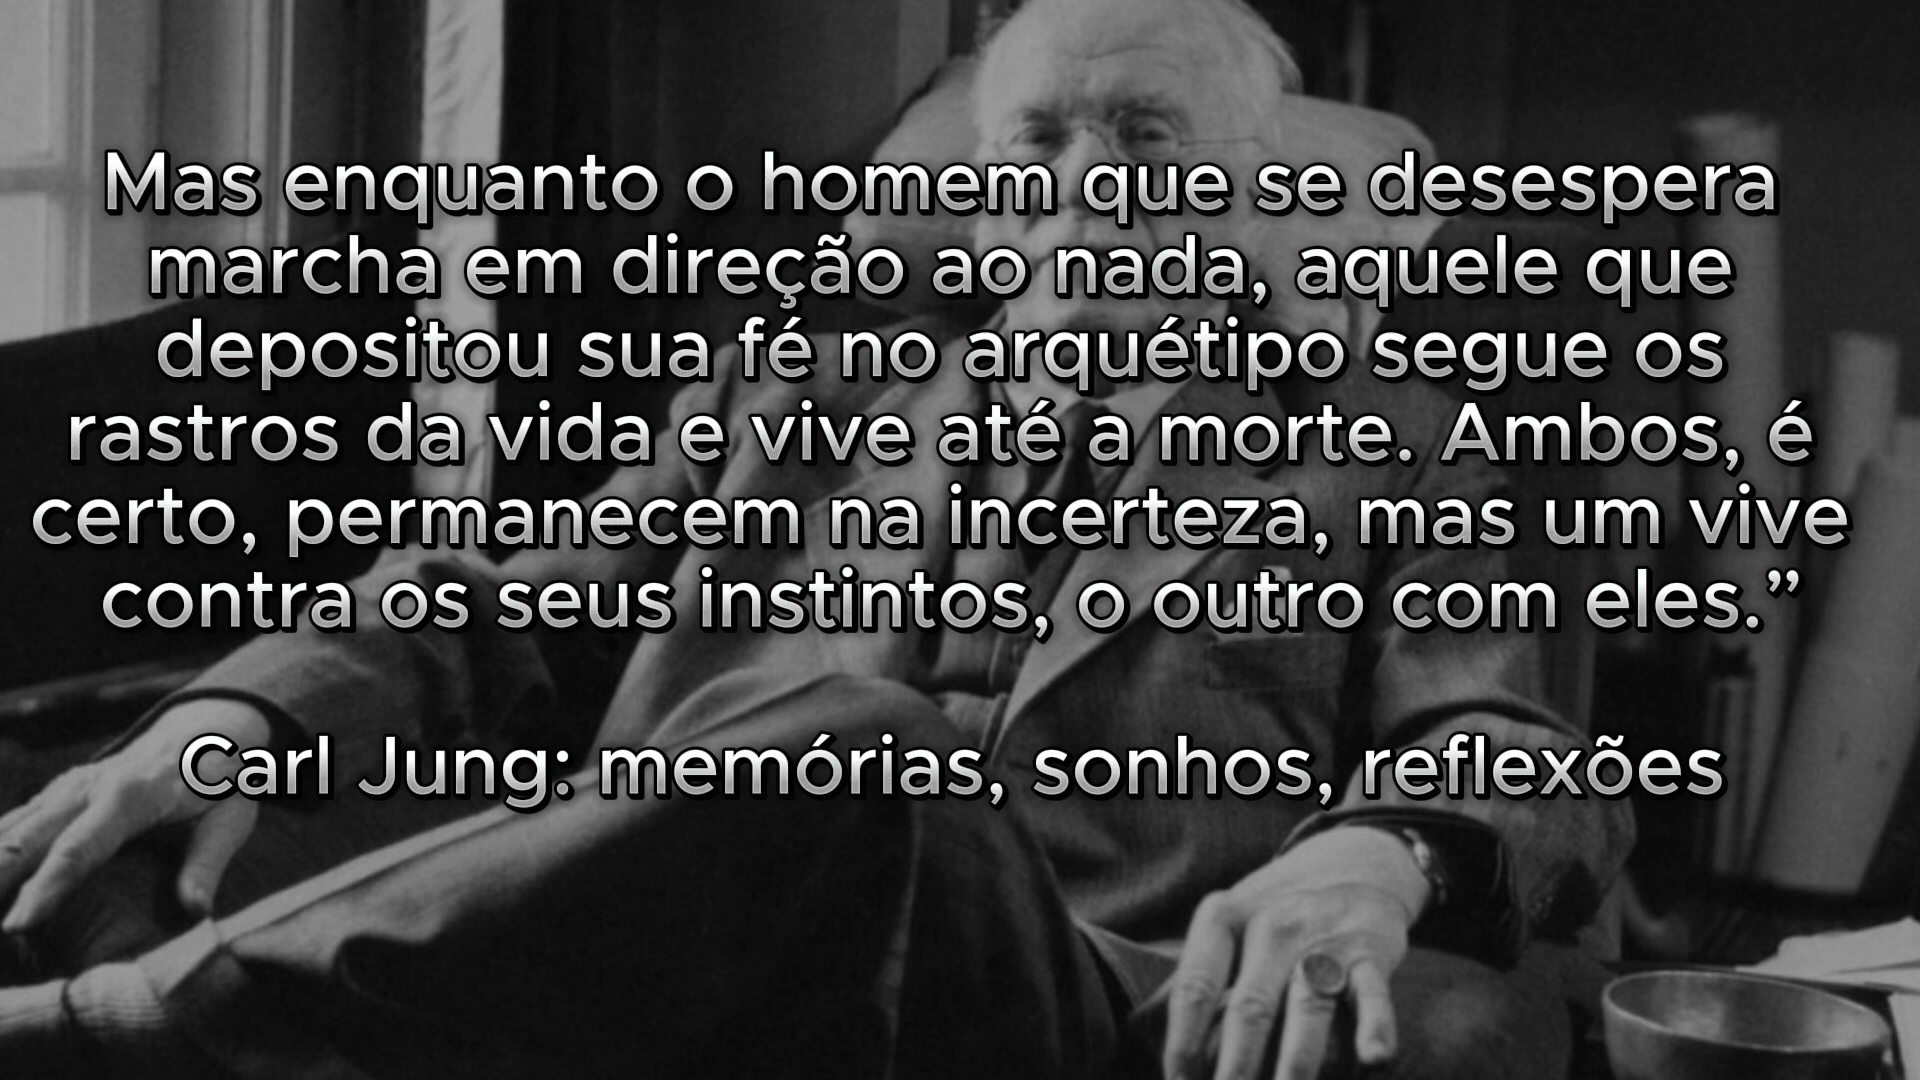 Mas enquanto o homem que se desespera
marcha em direção ao nada, aquele que
depositou sua fé no arquétipo segue os
rastros da vida e vive até a morte. Ambos, é
certo, permanecem na incerteza, mas um vive
contra os seus instintos, o outro com eles.”
Carl Jung: memórias, sonhos, reflexões